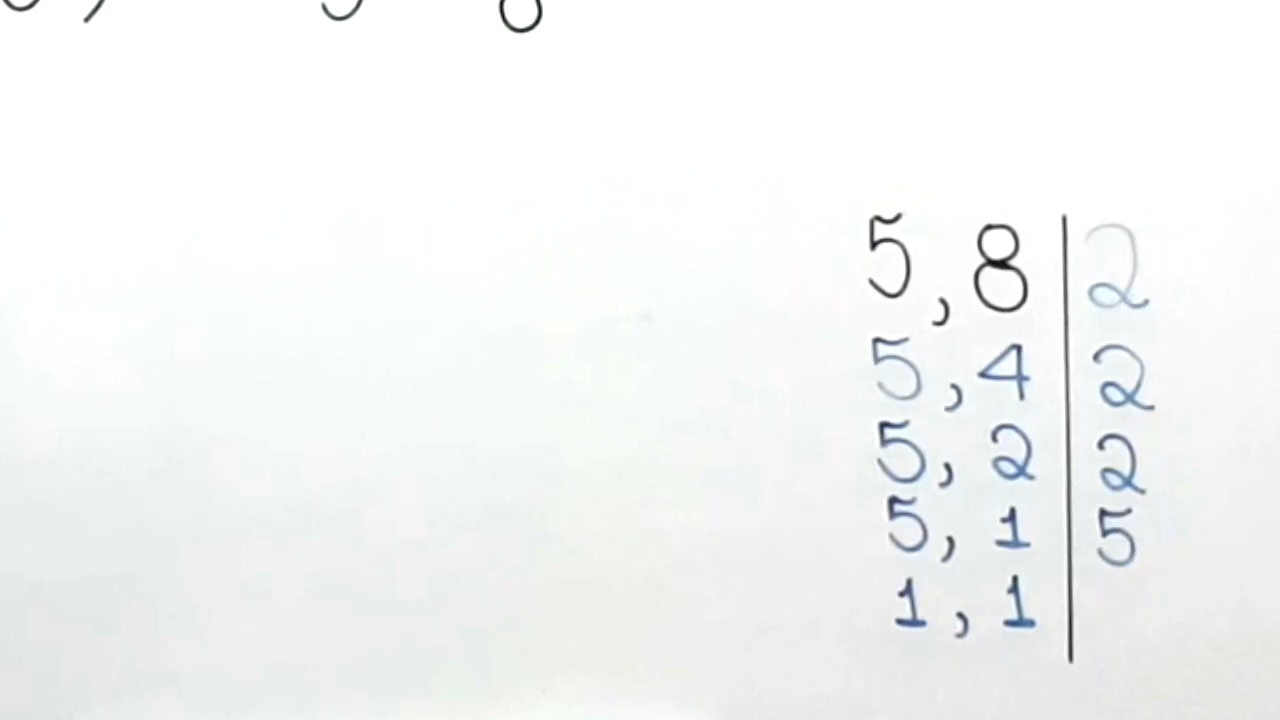 5, 8 | 2
5, 4 | 2
5, 2 | 2
5, 1 | 5
1, 1 |